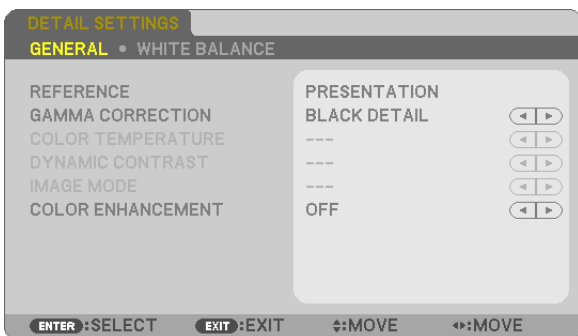 DETAIL SETTINGS
GENERAL • WHITE BALANCE
REFERENCE PRESENTATION
GAMMA CORRECTION BLACK DETAIL
COLOR TEMPERATURE ---
DYNAMIC CONTRAST ---
IMAGE MODE ---
COLOR ENHANCEMENT OFF
ENTER :SELECT EXIT :EXIT :MOVE :MOVE